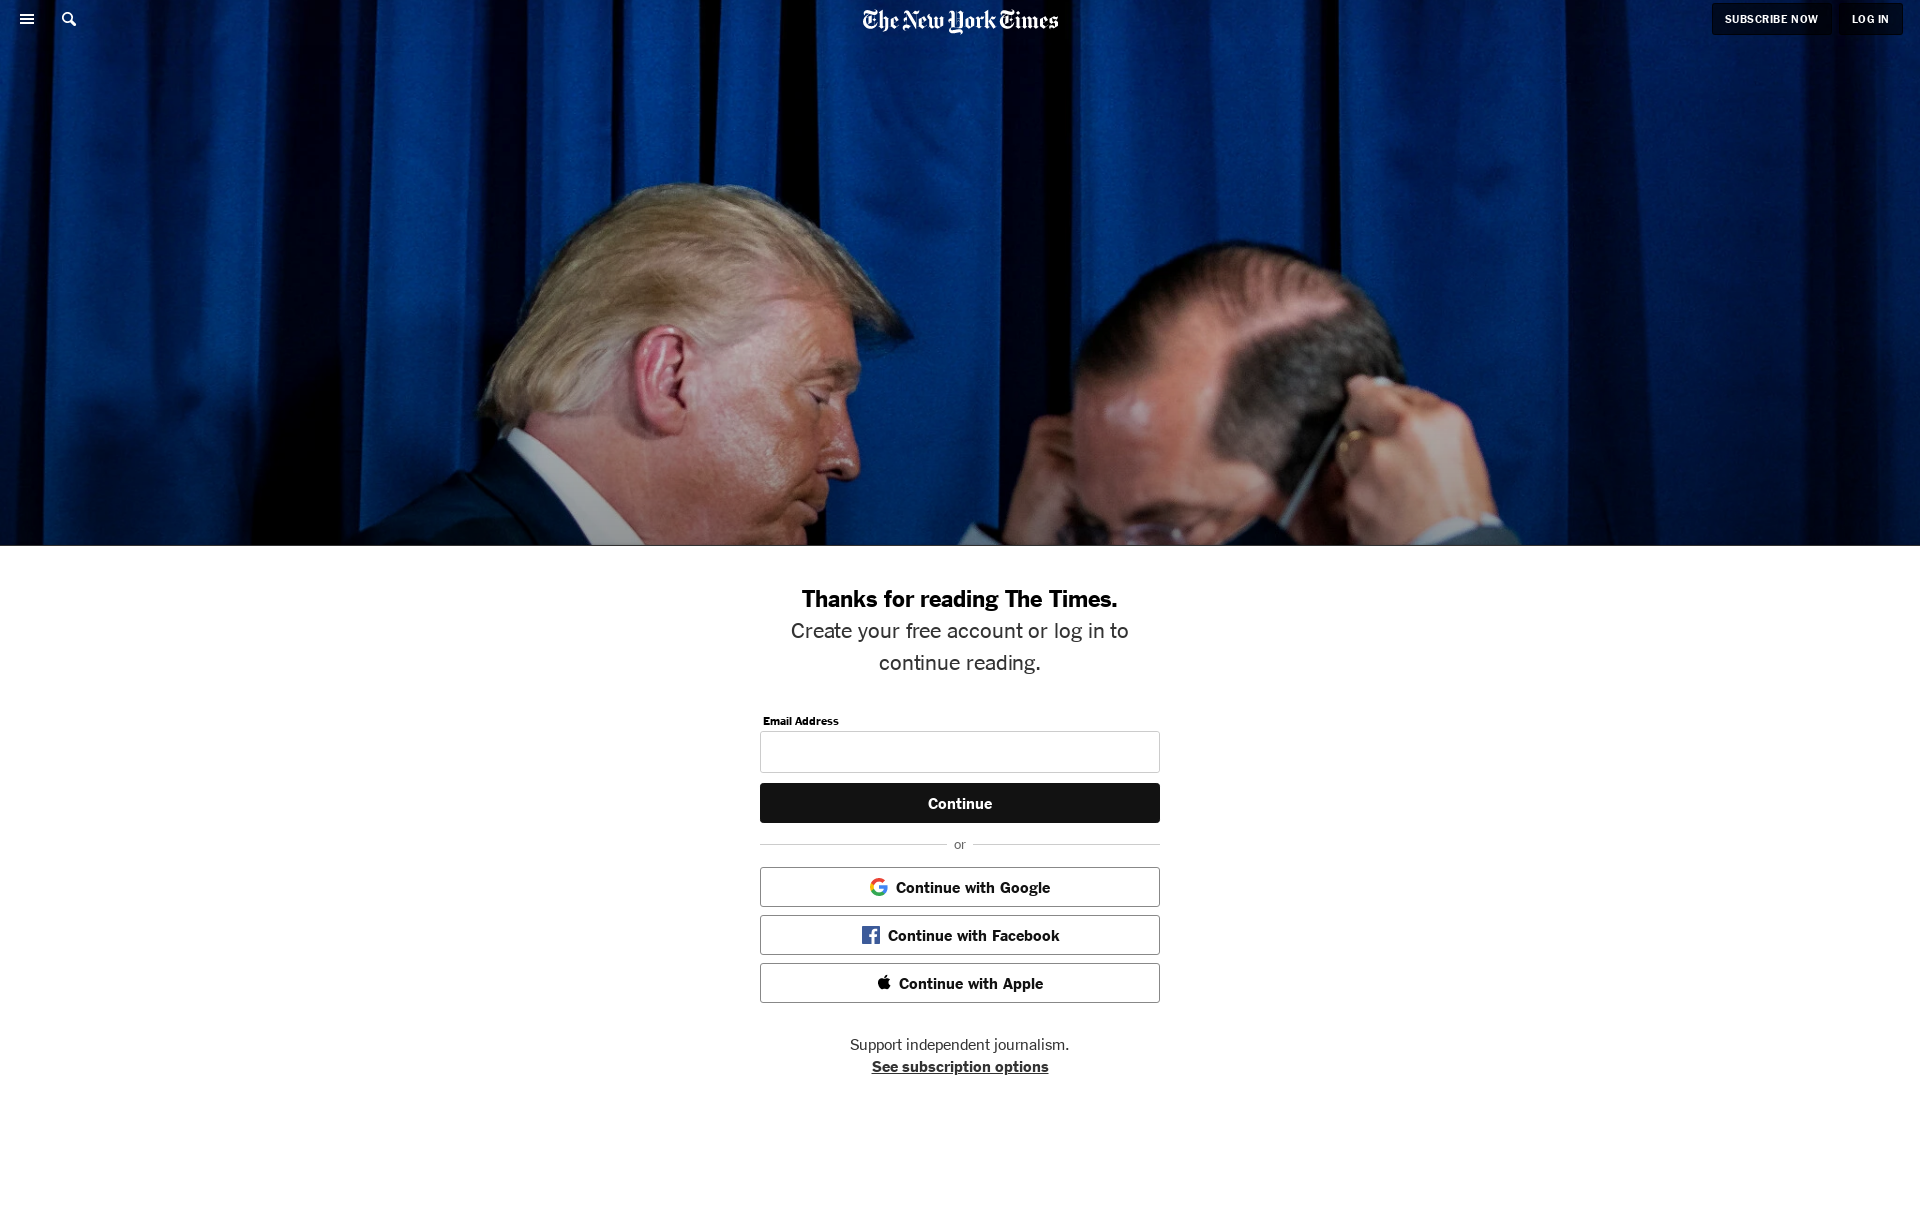 The New York Times
SUBSCRIBE NOW
LOG IN
Thanks for reading The Times.
Create your free account or log in to
continue reading.
Email Address
Continue
or
Continue with Google
Continue with Facebook
Continue with Apple
Support independent journalism.
See subscription options